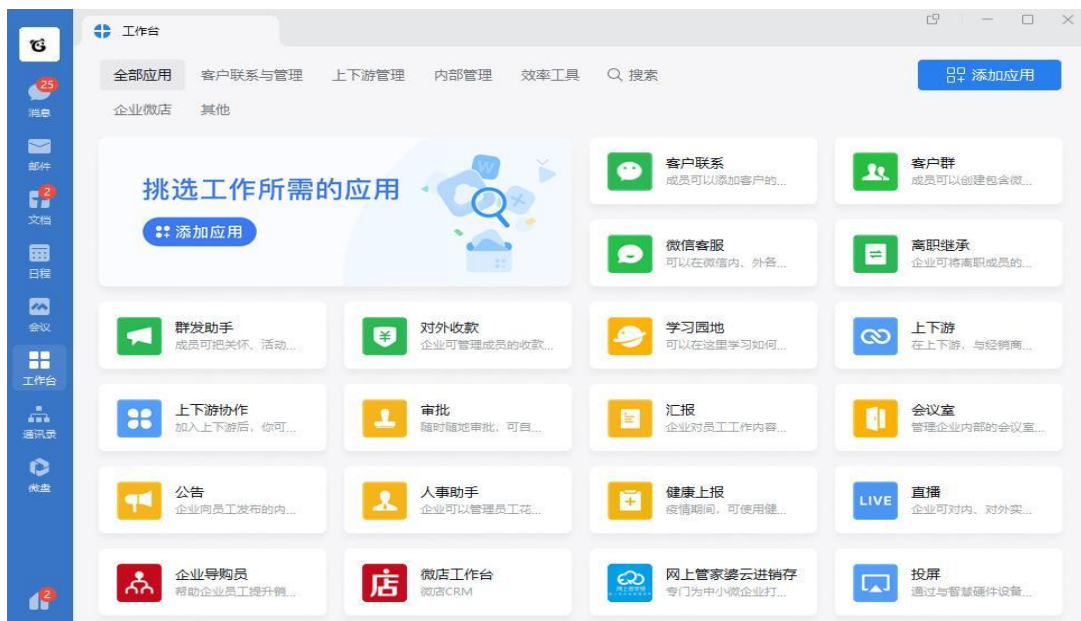 工作台
25
消息
邮件
2
文档
日程
会议
工作台
通讯录
微盘
2
全部应用 客户联系与管理 上下游管理 内部管理 效率工具 搜索
添加应用
企业微店 其他
挑选工作所需的应用
添加应用
W
客户联系
成员可以添加客户的...
客户群
成员可以创建包含微...
微信客服
可以在微信内、外各...
离职继承
企业可将离职成员的...
群发助手
成员可把关怀、活动...
对外收款
企业可管理成员的收款...
学习园地
可以在这里学习如何...
上下游
在上下游，与经销商...
上下游协作
加入上下游后，你可...
审批
随时随地审批，可自...
汇报
企业对员工工作内容...
会议室
管理企业内部的会议室...
公告
企业向员工发布的内...
人事助手
企业可以管理员工花...
健康上报
疫情期间，可使用健...
LIVE
直播
企业可对内、对外实...
企业导购员
帮助企业员工提升销...
店
微店工作台
微店CRM
网上管家婆云进销存
专门为中小微企业打...
投屏
通过与智慧硬件设备...